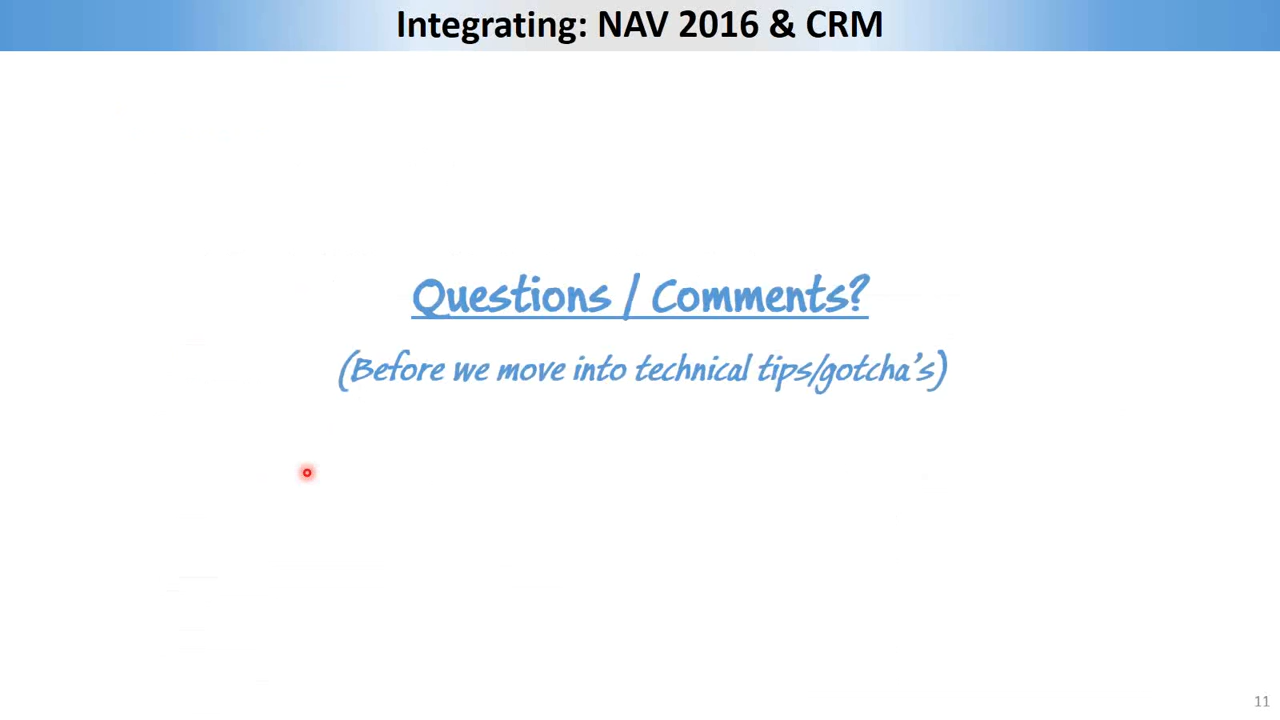 Integrating: NAV 2016 & CRM
Questions / Comments?
(Before we move into technical tips/gotcha's)
11